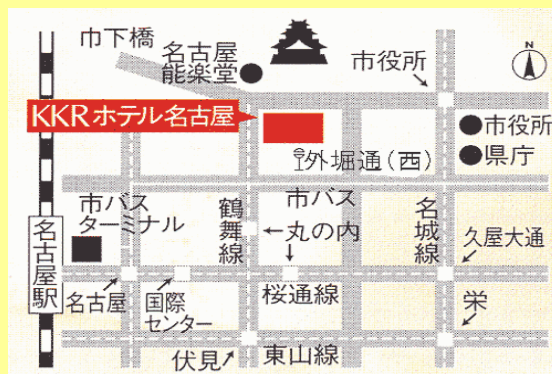 巾下橋
名古屋
能楽堂
市役所
N
KKRホテル名古屋
市役所
県庁
外堀通(西)
市バス
ターミナル
鶴舞線
市バス
丸の内
名城線
久屋大通
名古屋駅
名古屋
国際
センター
桜通線
栄
伏見
東山線